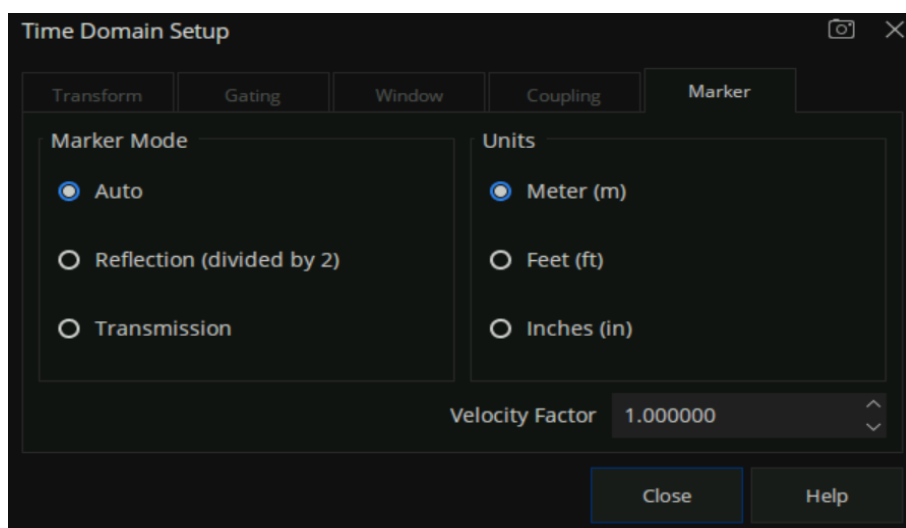 Time Domain Setup
Transform Gating Window Coupling Marker
Marker Mode
Auto
Reflection (divided by 2)
Transmission
Units
Meter (m)
Feet (ft)
Inches (in)
Velocity Factor 1.000000
Close Help